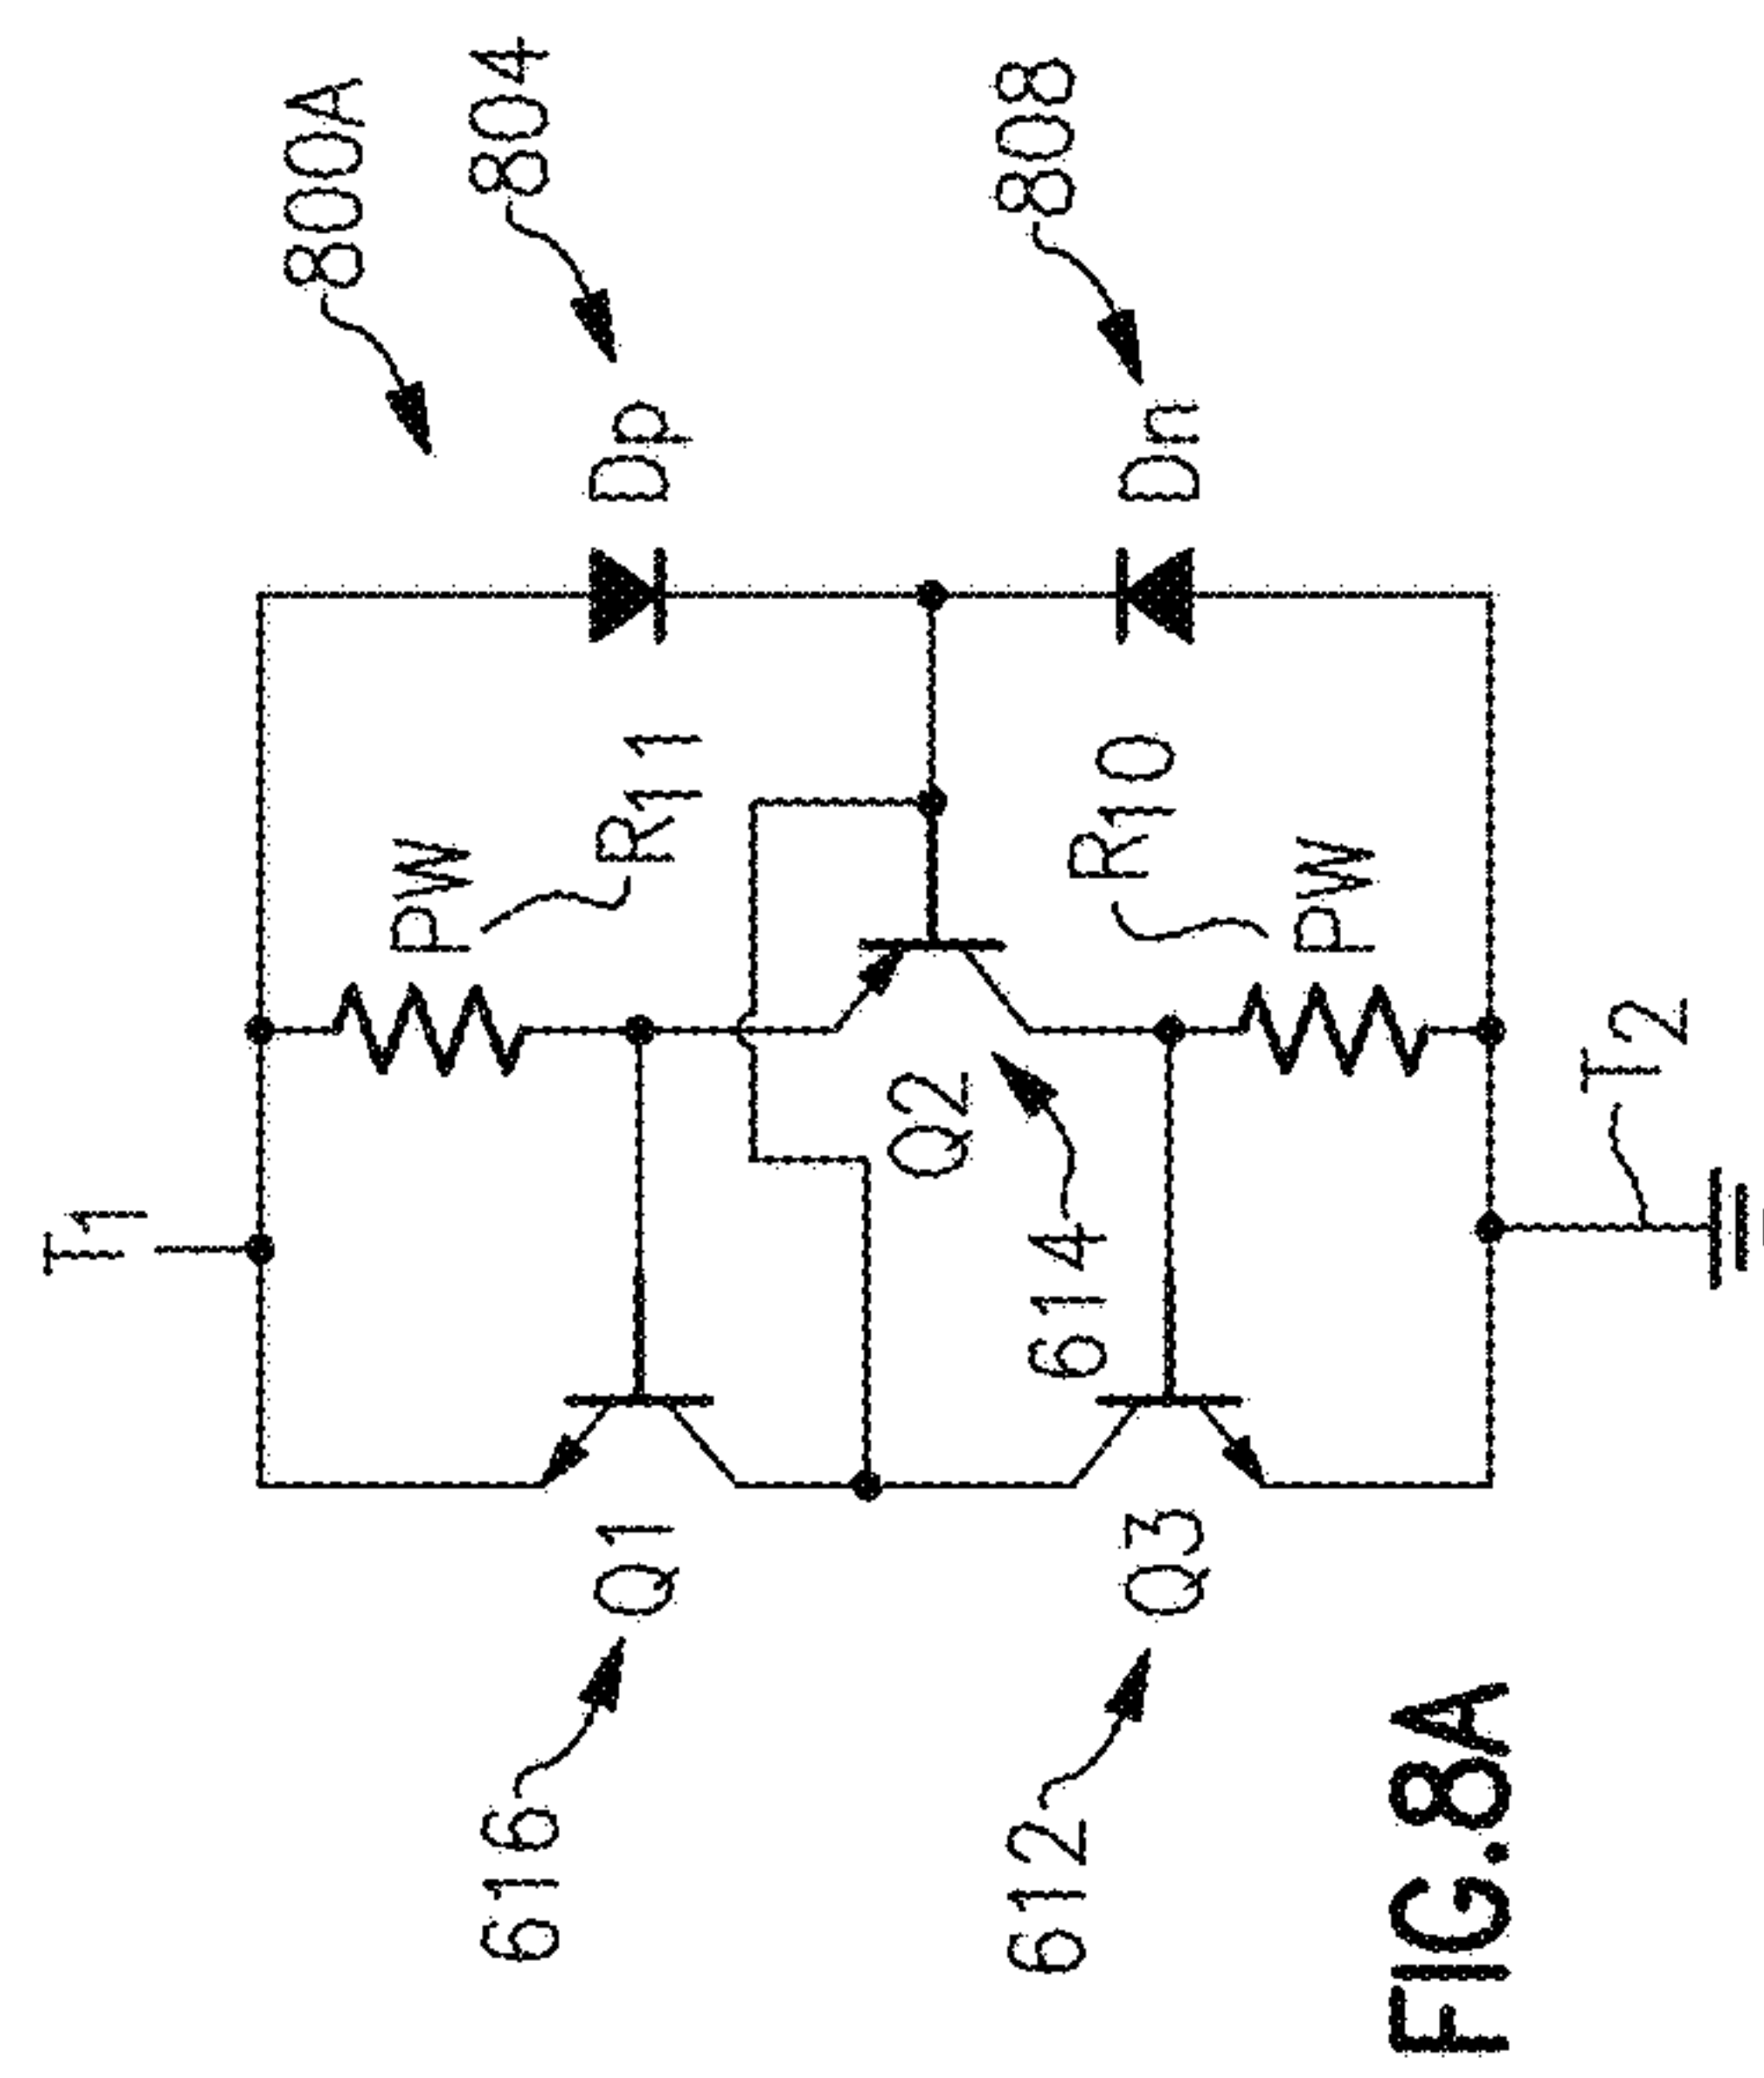 T1
800A
804
Dp
PW
R11
808
Dn
R10
PW
Q2
614
T2
616
Q1
612
Q3
FIG.8A